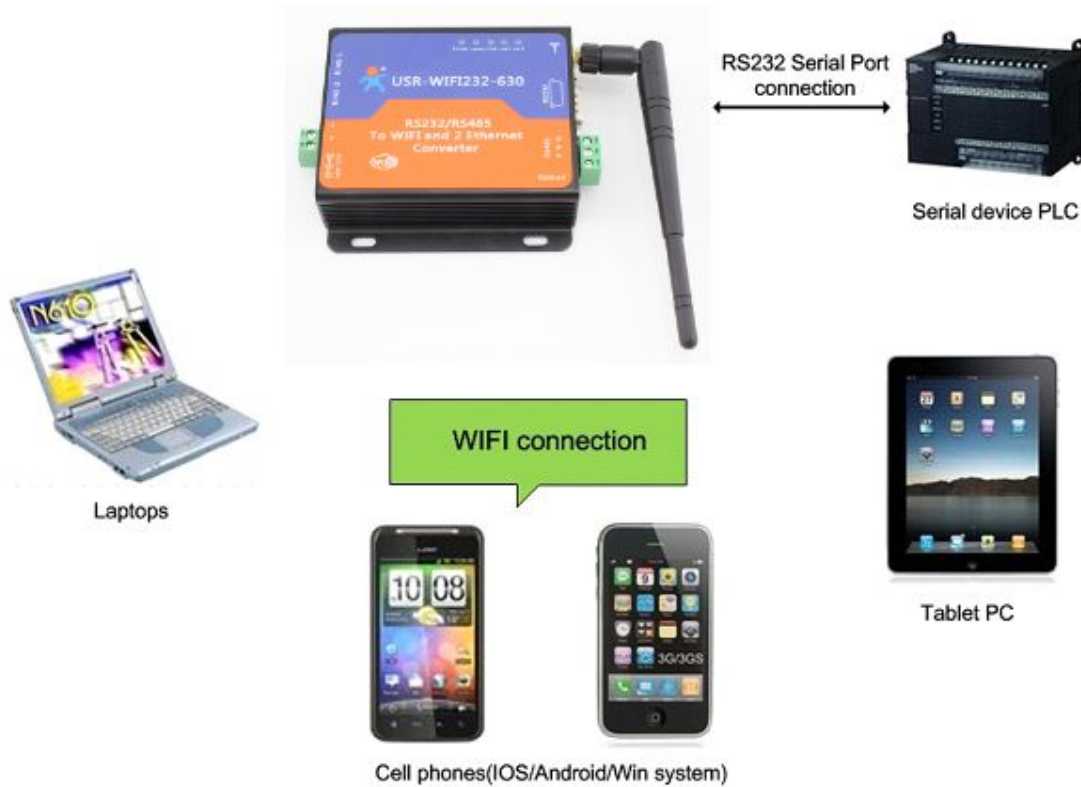 USR-WIFI232-630
RS232/RS485
To WIFI and 2 Ethernet
Converter
RS232 Serial Port
connection
Serial device PLC
N610
Laptops
WIFI connection
10 08
3G/3GS
Cell phones(IOS/Android/Win system)
Tablet PC